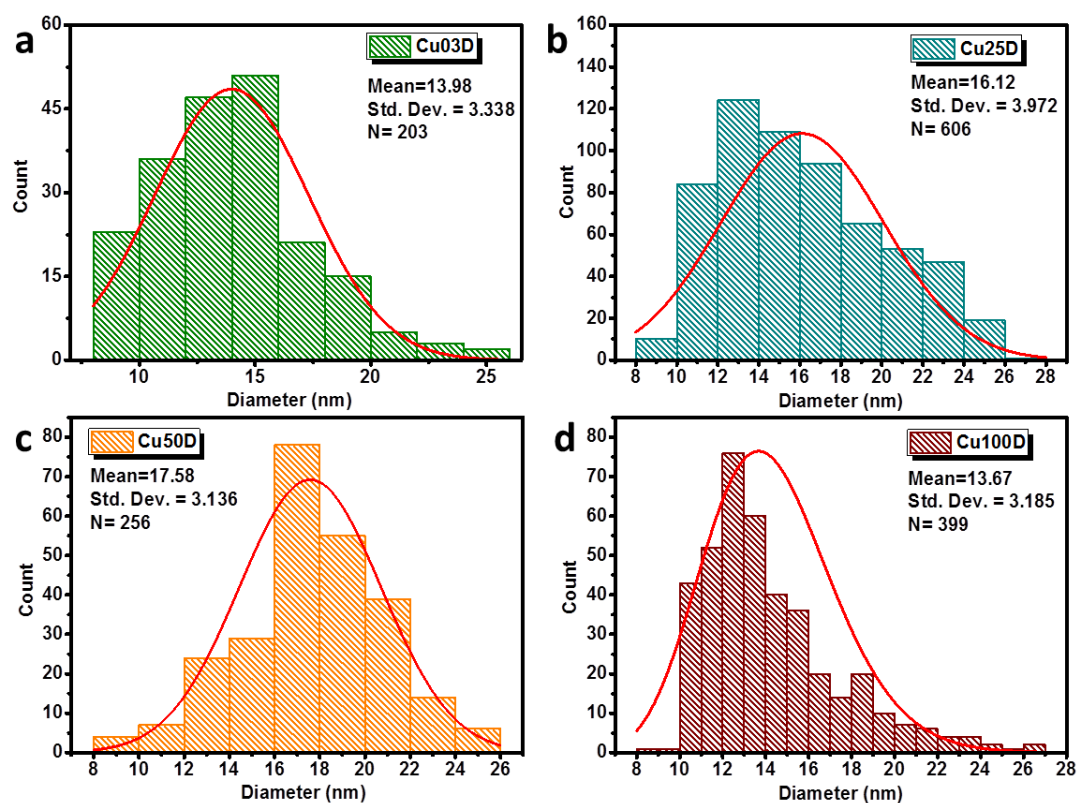 a
Cu03D
Mean=13.98
Std. Dev. = 3.338
N= 203
60
45
30
15
0
Count
10 15 20 25
Diameter (nm)
b
Cu25D
Mean=16.12
Std. Dev. = 3.972
N= 606
160
140
120
100
80
60
40
20
0
Count
8 10 12 14 16 18 20 22 24 26 28
Diameter (nm)
c
Cu50D
Mean=17.58
Std. Dev. = 3.136
N= 256
80
70
60
50
40
30
20
10
0
Count
8 10 12 14 16 18 20 22 24 26
Diameter (nm)
d
Cu100D
Mean=13.67
Std. Dev. = 3.185
N= 399
80
70
60
50
40
30
20
10
0
Count
8 10 12 14 16 18 20 22 24 26 28
Diameter (nm)